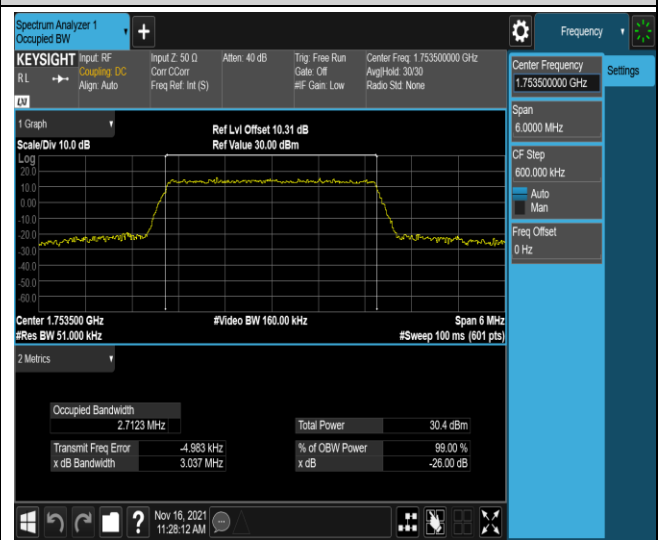 Spectrum Analyzer 1
Occupied BW
Frequency
KEYSIGHT
RL
LXI
Input: RF
Coupling: DC
Align: Auto
Input Z: 50 Ω
Corr CCorr
Freq Ref: Int (S)
Atten: 40 dB
Trig: Free Run
Gate: Off
#IF Gain: Low
Center Freq: 1.753500000 GHz
Avg|Hold: 30/30
Radio Std: None
Center Frequency
1.753500000 GHz
Settings
Span
6.0000 MHz
CF Step
600.000 kHz
Auto
Man
Freq Offset
0 Hz
1 Graph
Scale/Div 10.0 dB
Ref Lvl Offset 10.31 dB
Ref Value 30.00 dBm
Log
20.0
10.0
0.00
-10.0
-20.0
-30.0
-40.0
-50.0
-60.0
Center 1.753500 GHz
#Video BW 160.00 kHz
Span 6 MHz
#Res BW 51.000 kHz
#Sweep 100 ms (601 pts)
2 Metrics
Occupied Bandwidth
2.7123 MHz
Total Power 30.4 dBm
Transmit Freq Error -4.983 kHz
% of OBW Power 99.00 %
x dB Bandwidth 3.037 MHz
x dB -26.00 dB
?
Nov 16, 2021
11:28:12 AM